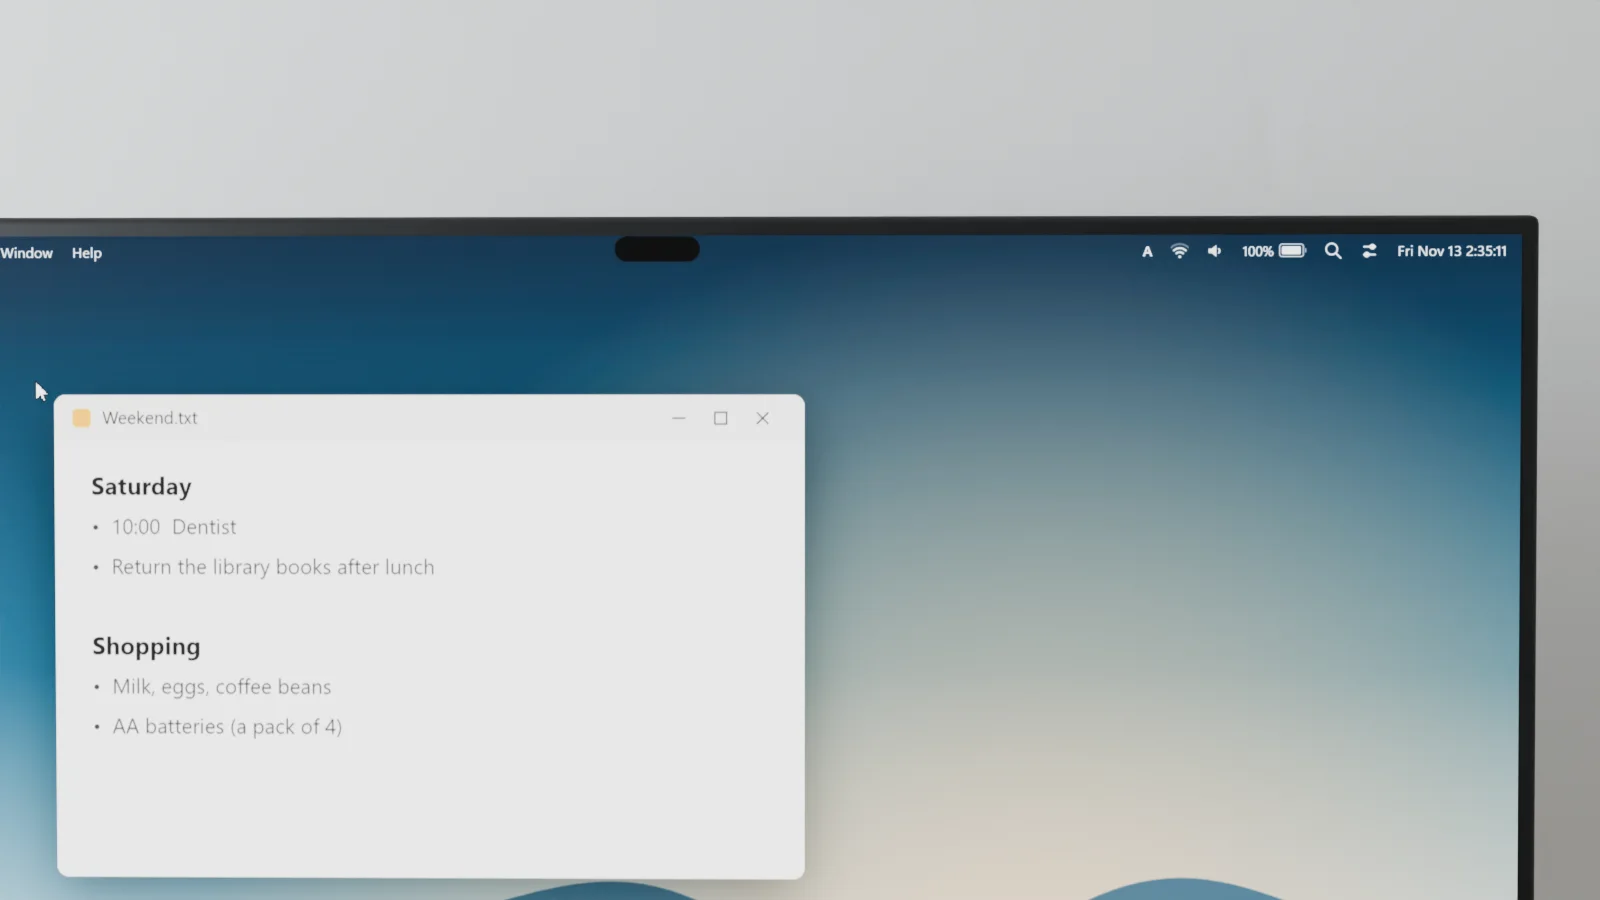 Window Help
A 100% Fri Nov 13 2:35:11
Weekend.txt
Saturday
• 10:00 Dentist
• Return the library books after lunch
Shopping
• Milk, eggs, coffee beans
• AA batteries (a pack of 4)